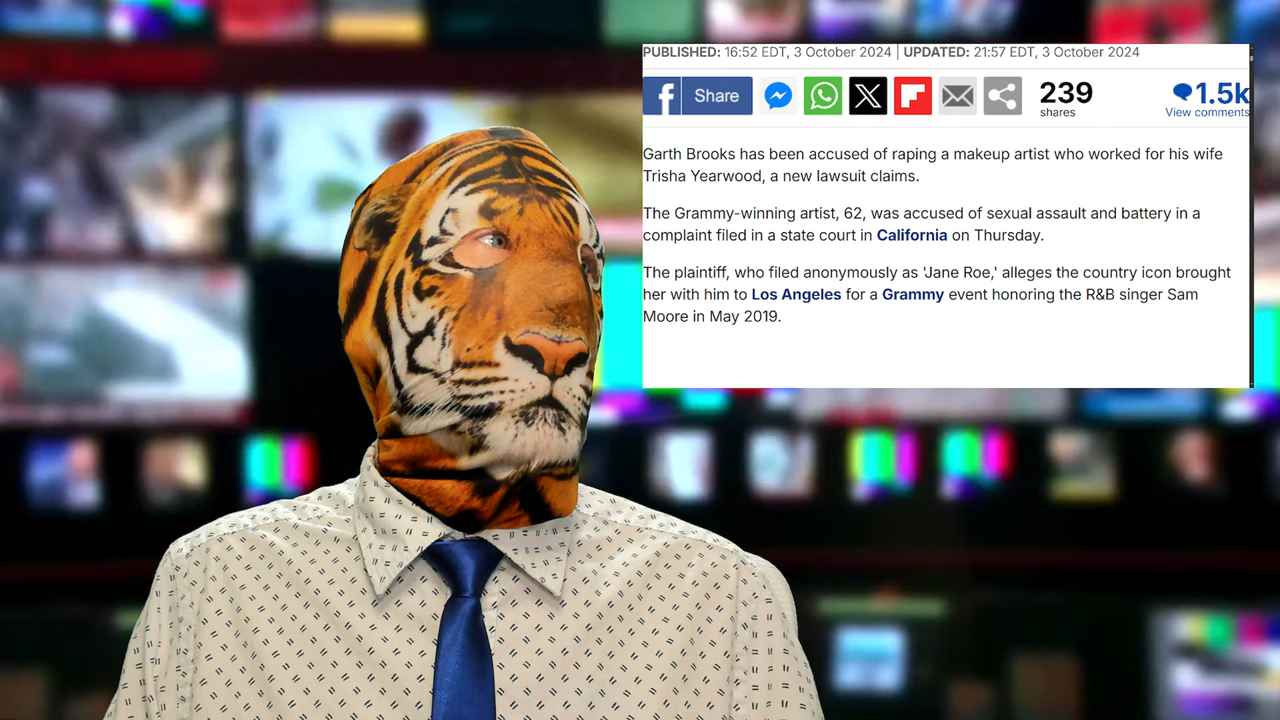 PUBLISHED: 16:52 EDT, 3 October 2024 | UPDATED: 21:57 EDT, 3 October 2024
Share
239
shares
1.5k
View comments
Garth Brooks has been accused of raping a makeup artist who worked for his wife
Trisha Yearwood, a new lawsuit claims.
The Grammy-winning artist, 62, was accused of sexual assault and battery in a
complaint filed in a state court in California on Thursday.
The plaintiff, who filed anonymously as 'Jane Roe,' alleges the country icon brought
her with him to Los Angeles for a Grammy event honoring the R&B singer Sam
Moore in May 2019.